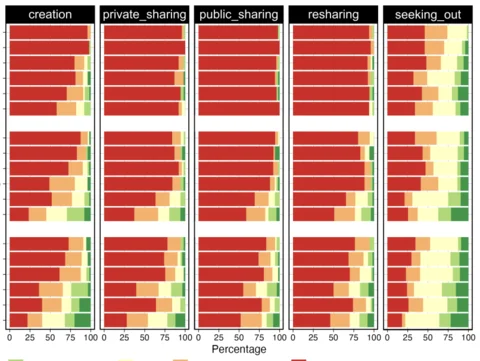 creation private_sharing public_sharing resharing seeking_out
0 25 50 75 100 0 25 50 75 100 0 25 50 75 100 0 25 50 75 100 0 25 50 75 100
Percentage